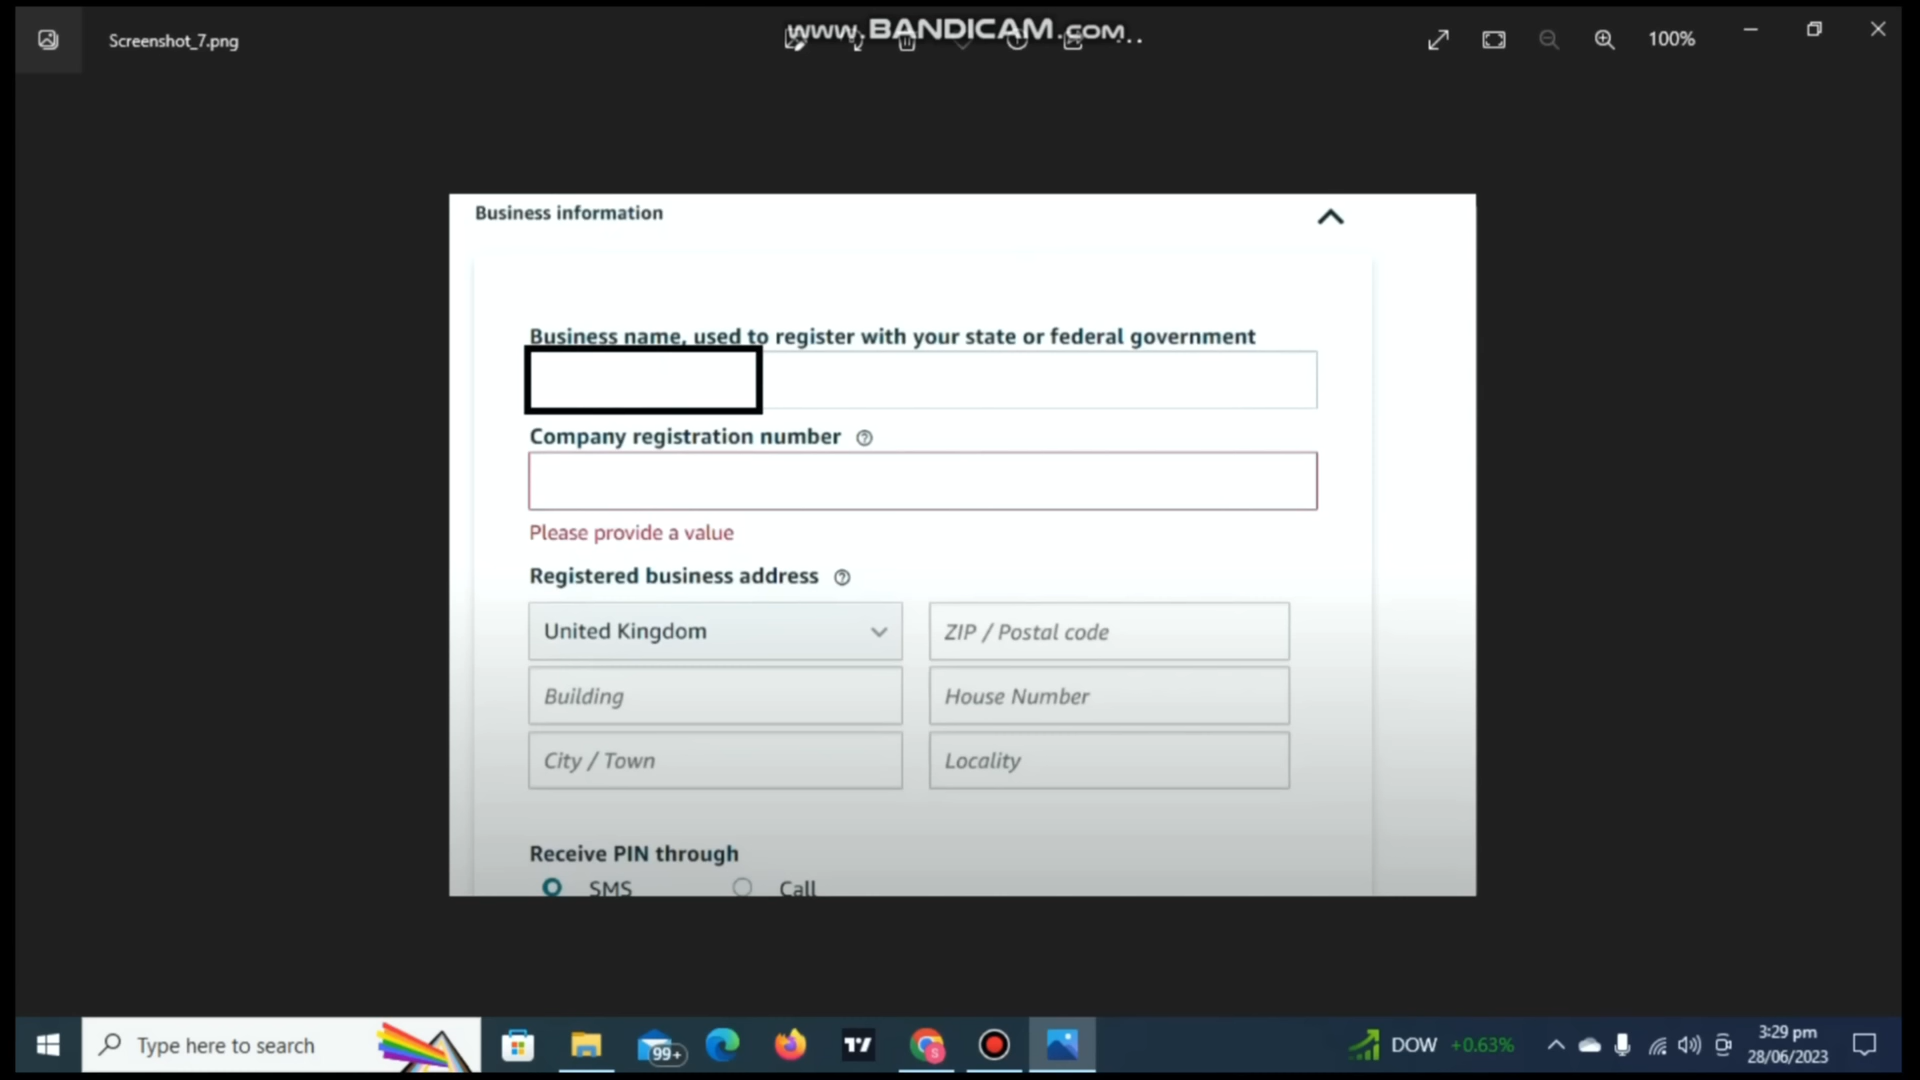 Screenshot_7.png
www.BANDICAM.com
100%
Business information
Business name, used to register with your state or federal government
Company registration number
Please provide a value
Registered business address
United Kingdom
ZIP / Postal code
Building
House Number
City / Town
Locality
Receive PIN through
SMS
Call
Type here to search
99+
S
DOW +0.63%
3:29 pm
28/06/2023